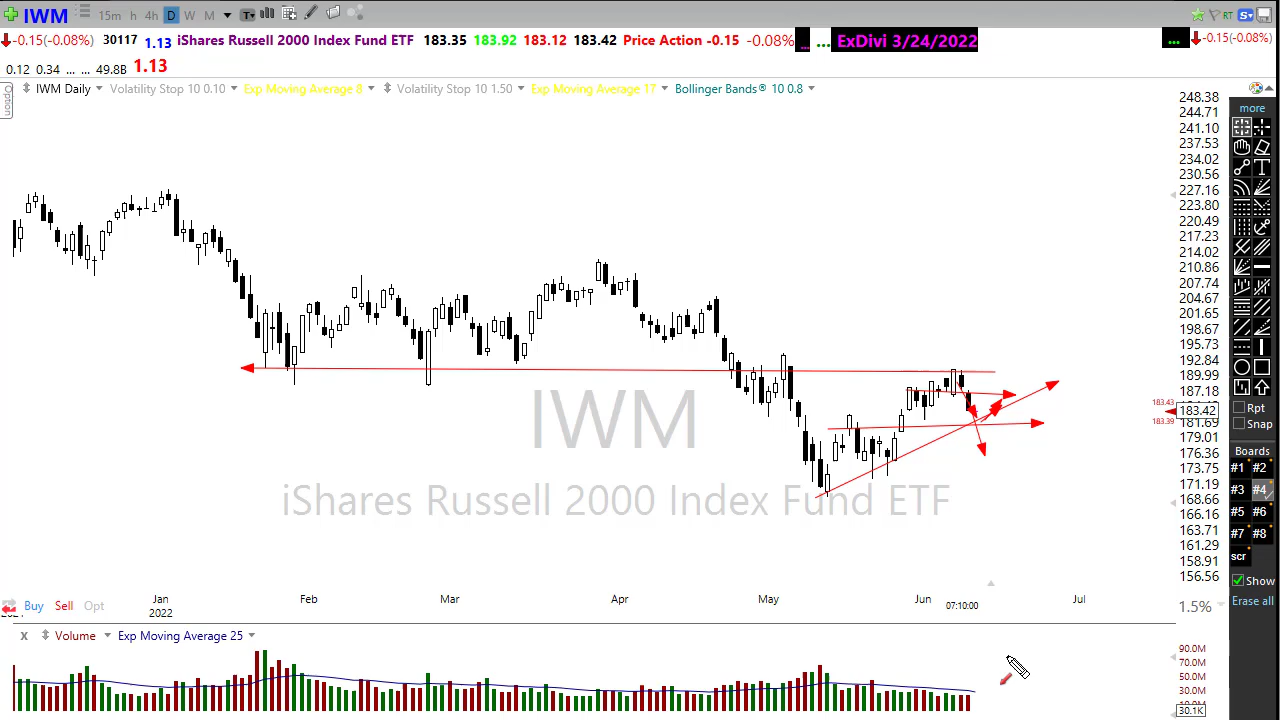 IWM 15m h 4h D W M T RT S
-0.15(-0.08%) 30117 1.13 iShares Russell 2000 Index Fund ETF 183.35 183.92 183.12 183.42 Price Action -0.15 -0.08% ... ... ExDivi 3/24/2022 ... -0.15(-0.08%)
0.12 0.34 ... ... 49.8B 1.13
Option
IWM Daily Volatility Stop 10 0.10 Exp Moving Average 8 Volatility Stop 10 1.50 Exp Moving Average 17 Bollinger Bands® 10 0.8
248.38
244.71
241.10
237.53
234.02
230.56
227.16
223.80
220.49
217.23
214.02
210.86
207.74
204.67
201.65
198.67
195.73
192.84
189.99
187.18
183.43
183.42
183.39
181.69
179.01
176.36
173.75
171.19
168.66
166.16
163.71
161.29
158.91
156.56
more
Rpt
Snap
Boards
#1 #2
#3 #4
#5 #6
#7 #8
scr
Show
Erase all
IWM
iShares Russell 2000 Index Fund ETF
Jan Feb Mar Apr May Jun Jul
2022 07:10:00
Buy Sell Opt 1.5%
X Volume Exp Moving Average 25
90.0M
70.0M
50.0M
30.0M
30.1K